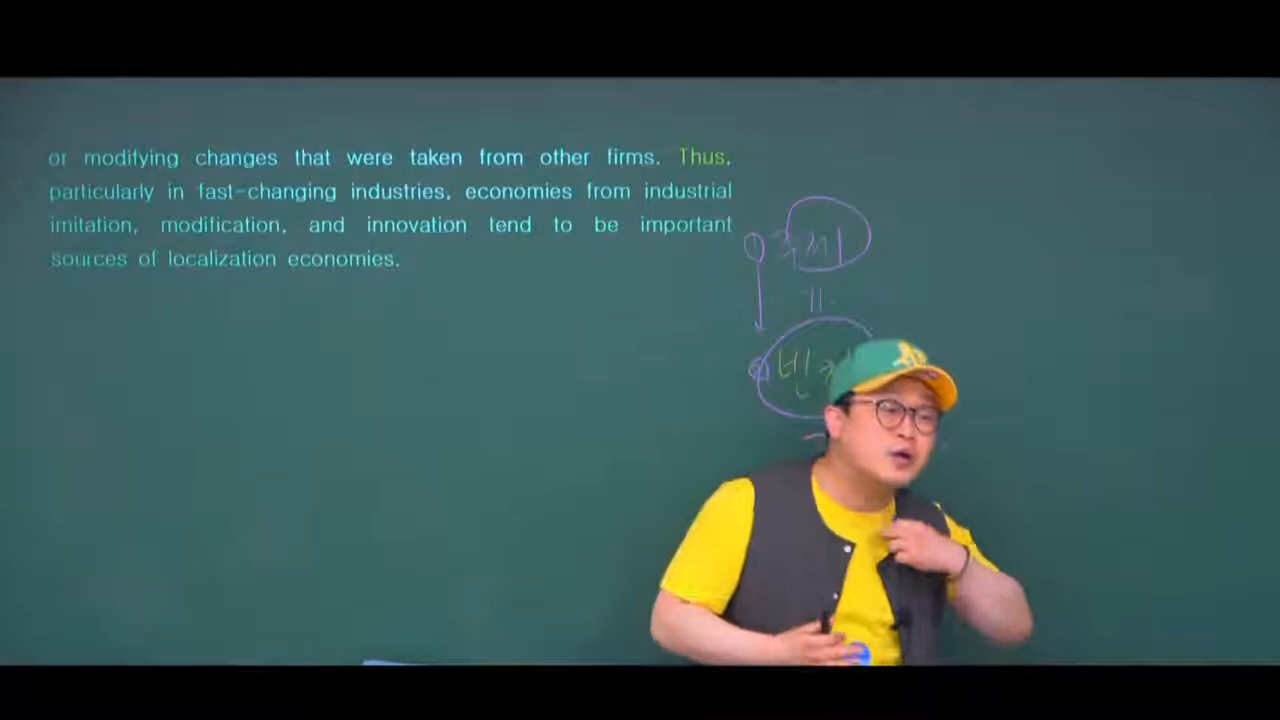 or modifying changes that were taken from other firms. Thus,
particularly in fast-changing industries, economies from industrial
imitation, modification, and innovation tend to be important
sources of localization economies.